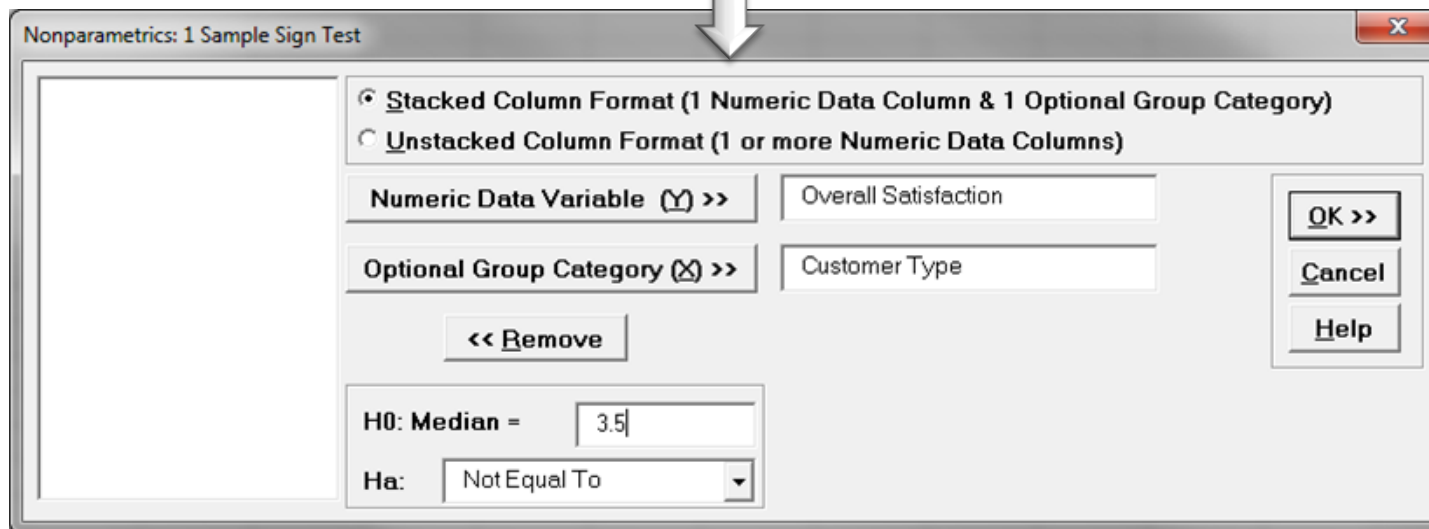 Nonparametrics: 1 Sample Sign Test
x
Stacked Column Format (1 Numeric Data Column & 1 Optional Group Category)
Unstacked Column Format (1 or more Numeric Data Columns)
Numeric Data Variable (Y) >>
Overall Satisfaction
OK >>
Optional Group Category (X) >>
Customer Type
Cancel
<< Remove
Help
H0: Median =
3.5
Ha:
Not Equal To